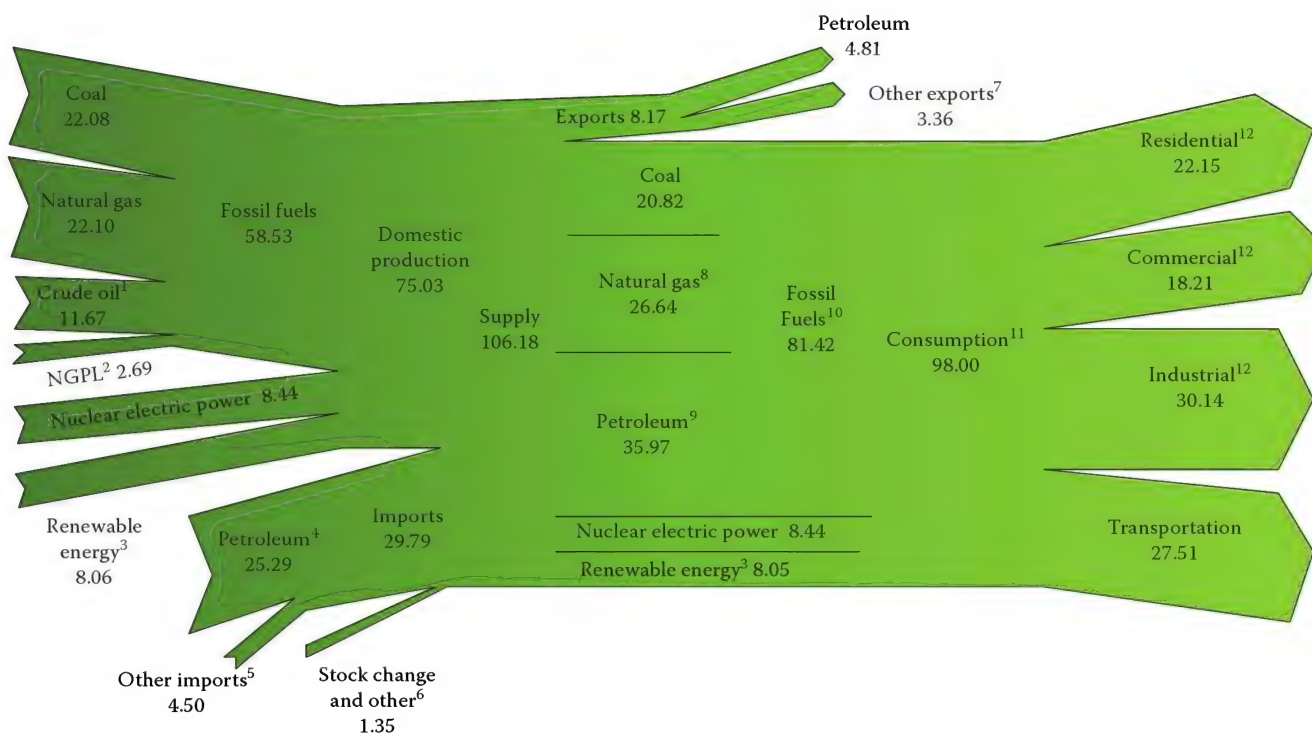 Petroleum
4.81
Other exports7
3.36
Exports 8.17
Coal
22.08
Natural gas
22.10
Crude oil1
11.67
NGPL2 2.69
Nuclear electric power 8.44
Renewable
energy3
8.06
Fossil fuels
58.53
Domestic
production
75.03
Petroleum4
25.29
Imports
29.79
Other imports5
4.50
Stock change
and other6
1.35
Supply
106.18
Coal
20.82
Natural gas8
26.64
Petroleum9
35.97
Nuclear electric power 8.44
Renewable energy3 8.05
Fossil
Fuels10
81.42
Consumption11
98.00
Residential12
22.15
Commercial12
18.21
Industrial12
30.14
Transportation
27.51